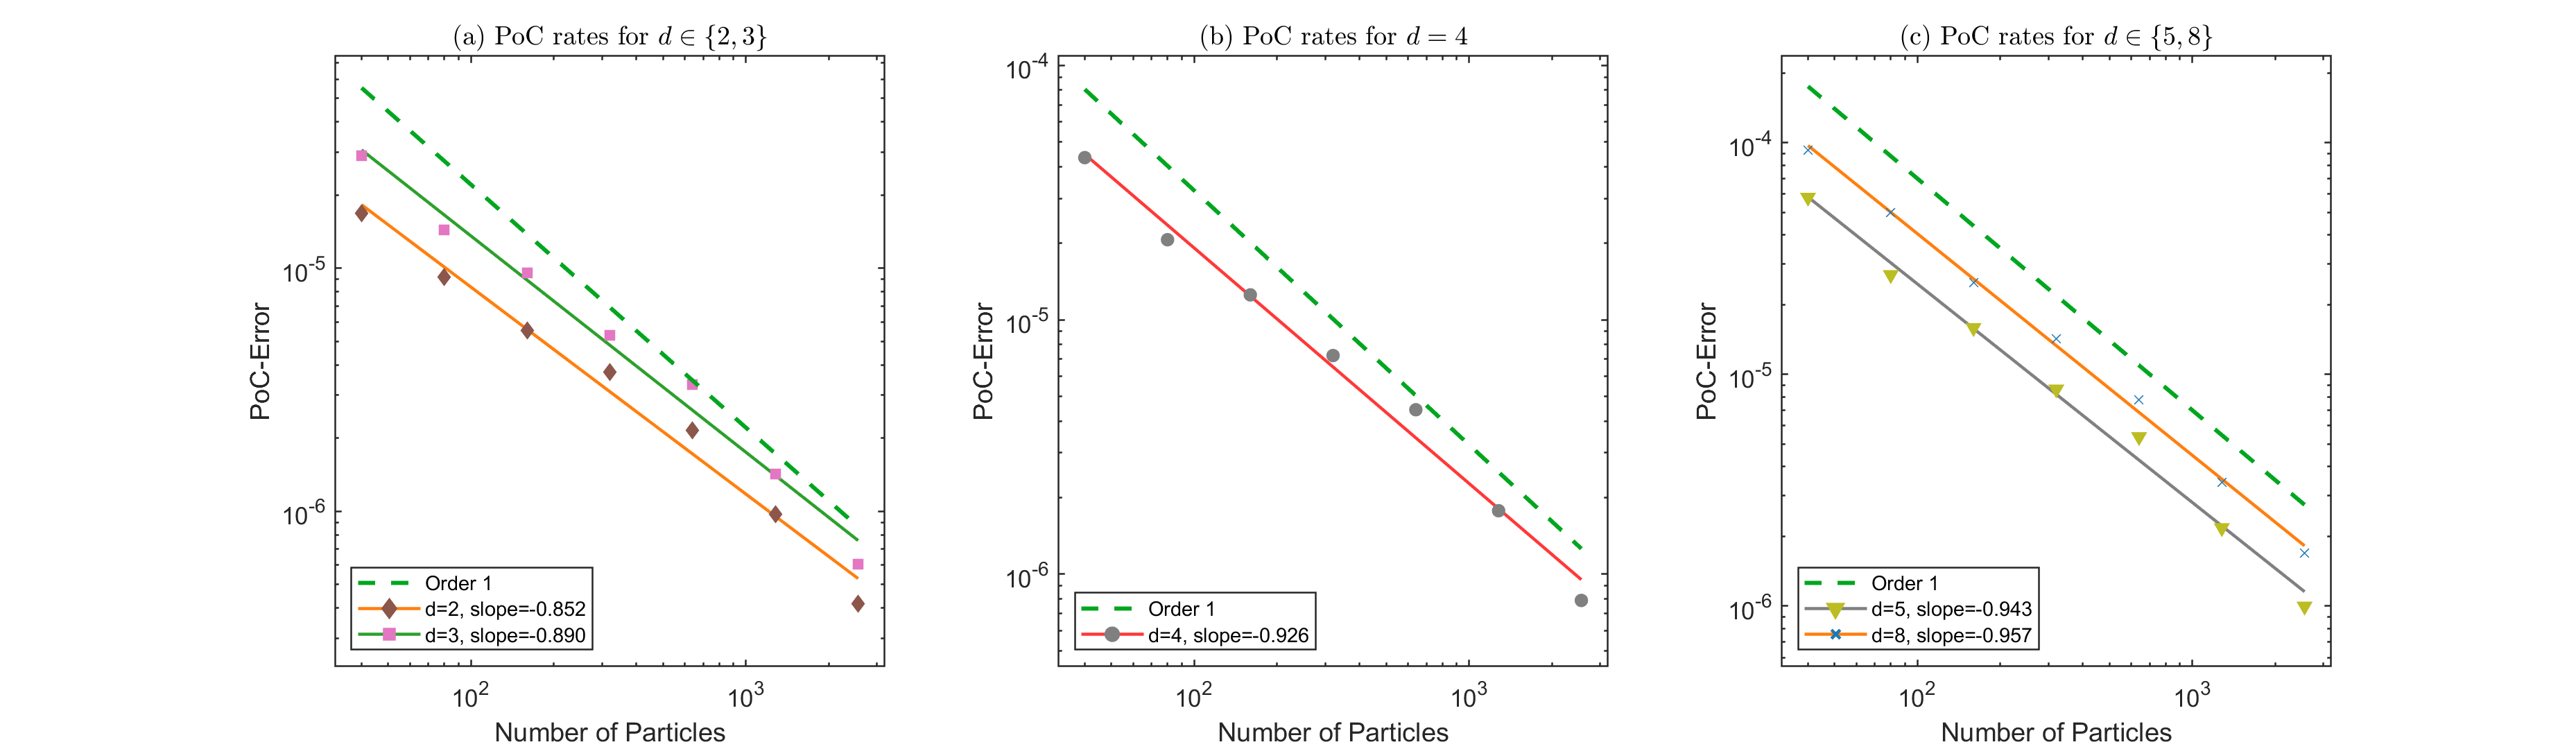 (a) PoC rates for d ∈ {2, 3}
10^-5
10^-6
PoC-Error
Order 1
d=2, slope=-0.852
d=3, slope=-0.890
10^2
10^3
Number of Particles
(b) PoC rates for d = 4
10^-4
10^-5
10^-6
PoC-Error
Order 1
d=4, slope=-0.926
10^2
10^3
Number of Particles
(c) PoC rates for d ∈ {5, 8}
10^-4
10^-5
10^-6
PoC-Error
Order 1
d=5, slope=-0.943
d=8, slope=-0.957
10^2
10^3
Number of Particles